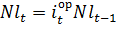 Nl_t = i_t^{op} Nl_{t-1}